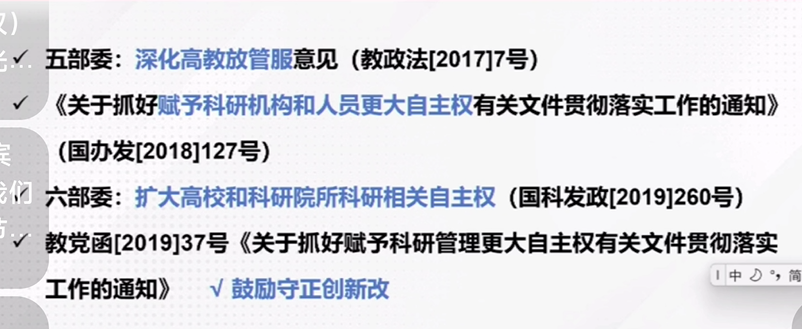 五部委：深化高教放管服意见（教政法[2017]7号）
《关于抓好赋予科研机构和人员更大自主权有关文件贯彻落实工作的通知》
（国办发[2018]127号）
六部委：扩大高校和科研院所科研相关自主权（国科发政[2019]260号）
教党函[2019]37号《关于抓好赋予科研管理更大自主权有关文件贯彻落实
工作的通知》 √ 鼓励守正创新改
中 简